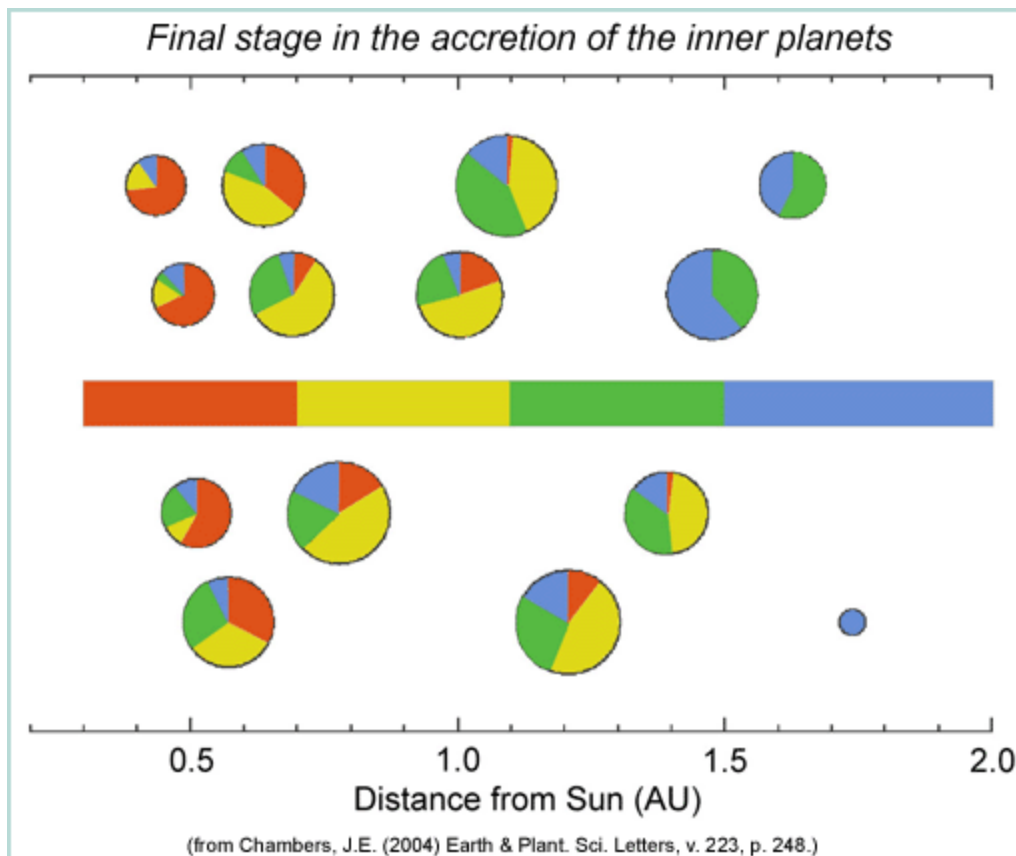 Final stage in the accretion of the inner planets
0.5 1.0 1.5 2.0
Distance from Sun (AU)
(from Chambers, J.E. (2004) Earth & Plant. Sci. Letters, v. 223, p. 248.)